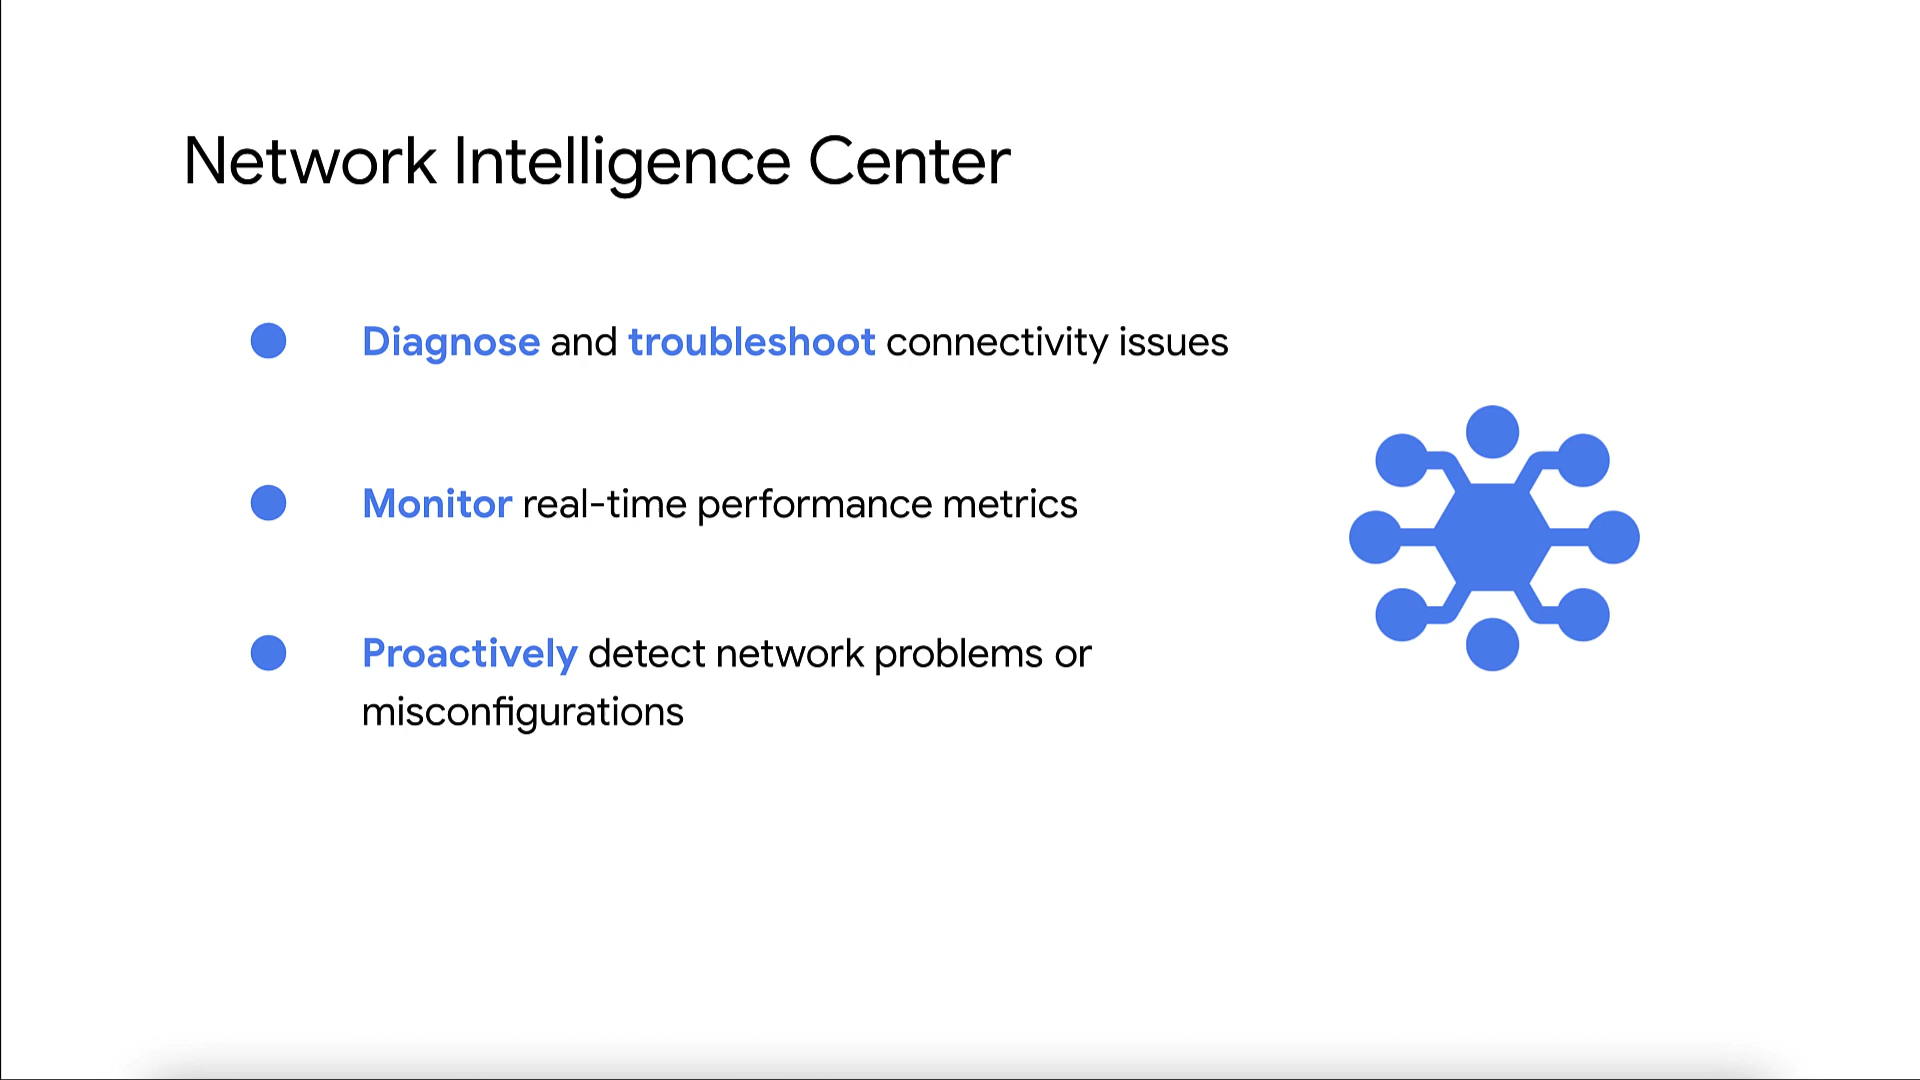 Network Intelligence Center
Diagnose and troubleshoot connectivity issues
Monitor real-time performance metrics
Proactively detect network problems or
misconfigurations